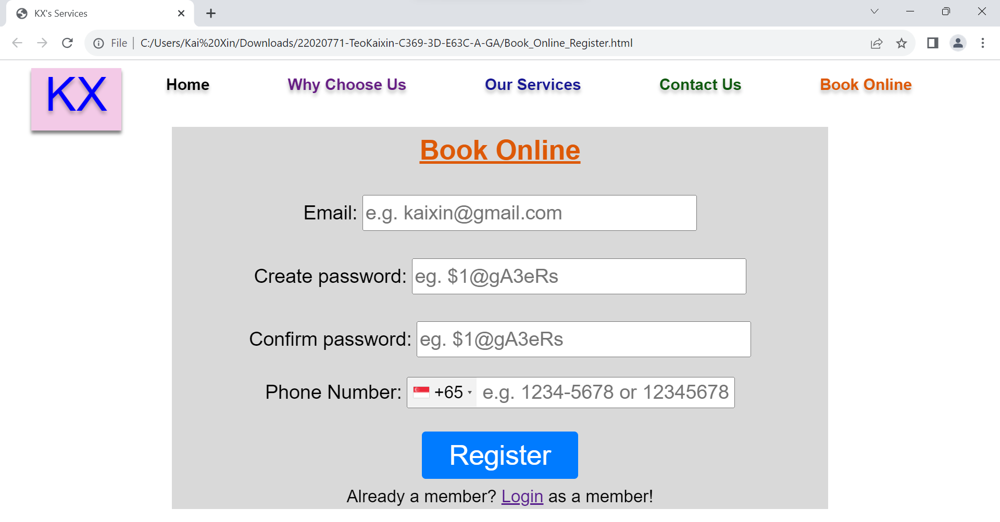 KX's Services
File
C:/Users/Kai%20Xin/Downloads/22020771-TeoKaixin-C369-3D-E63C-A-GA/Book_Online_Register.html
KX
Home Why Choose Us Our Services Contact Us Book Online
Book Online
Email: e.g. kaixin@gmail.com
Create password: eg. $1@gA3eRs
Confirm password: eg. $1@gA3eRs
Phone Number: +65 e.g. 1234-5678 or 12345678
Register
Already a member? Login as a member!